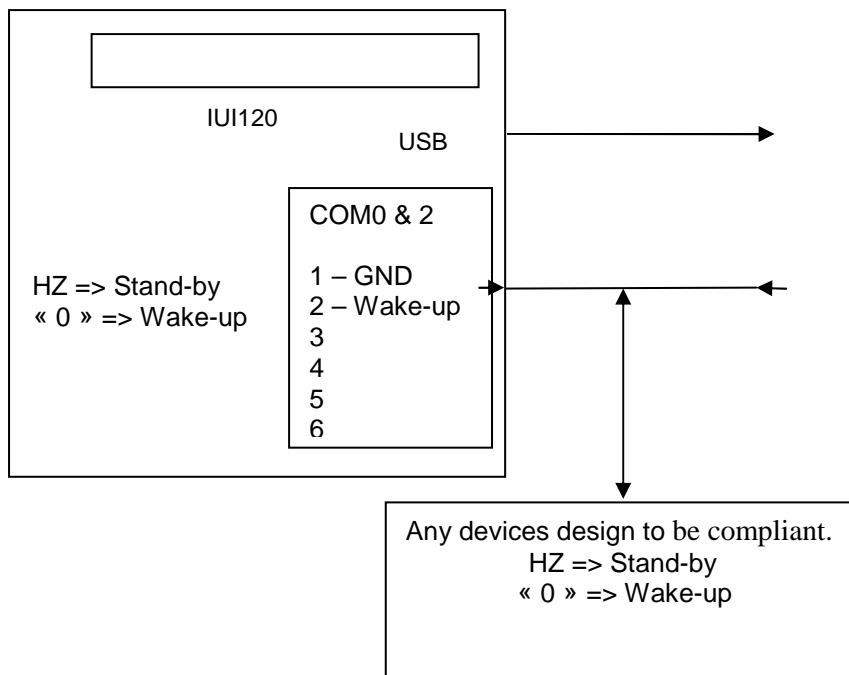 IUI120
USB
COM0 & 2
1 – GND
2 – Wake-up
3
4
5
6
HZ => Stand-by
« 0 » => Wake-up
Any devices design to be compliant.
HZ => Stand-by
« 0 » => Wake-up